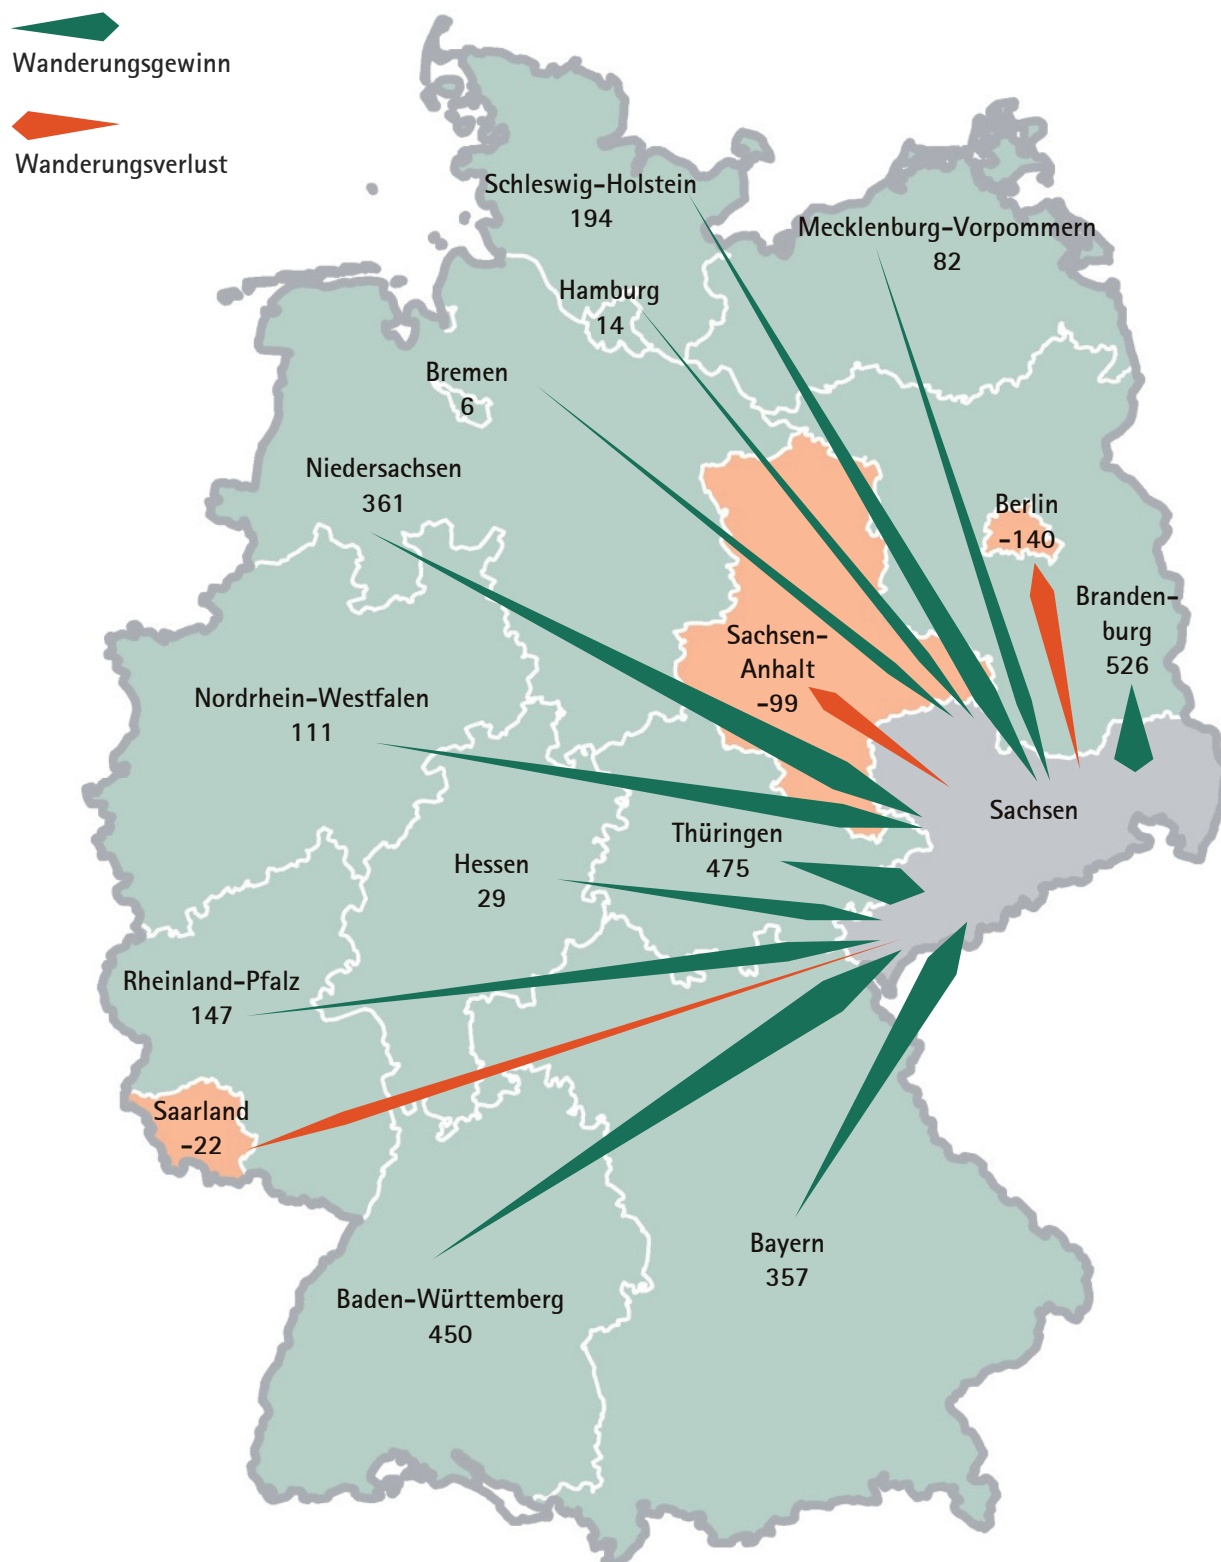 Wanderungsgewinn
Wanderungsverlust
Schleswig-Holstein
194
Mecklenburg-Vorpommern
82
Hamburg
14
Bremen
6
Niedersachsen
361
Berlin
-140
Branden-
burg
526
Sachsen-
Anhalt
-99
Nordrhein-Westfalen
111
Sachsen
Thüringen
475
Hessen
29
Rheinland-Pfalz
147
Saarland
-22
Bayern
357
Baden-Württemberg
450